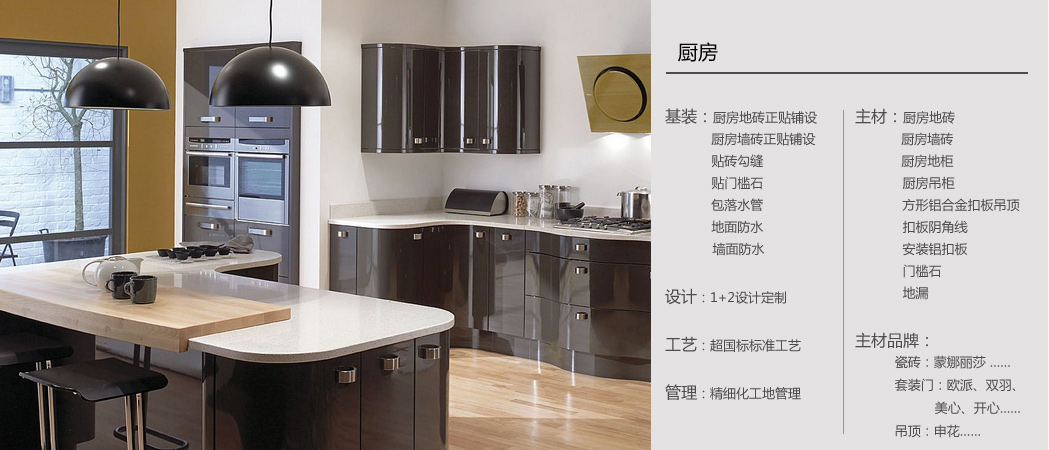 厨房
基装：厨房地砖正贴铺设
厨房墙砖正贴铺设
贴砖勾缝
贴门槛石
包落水管
地面防水
墙面防水
设计：1+2设计定制
工艺：超国标标准工艺
管理：精细化工地管理
主材：厨房地砖
厨房墙砖
厨房地柜
厨房吊柜
方形铝合金扣板吊顶
扣板阴角线
安装铝扣板
门槛石
地漏
主材品牌：
瓷砖：蒙娜丽莎 ......
套装门：欧派、双羽、
美心、开心......
吊顶：申花......